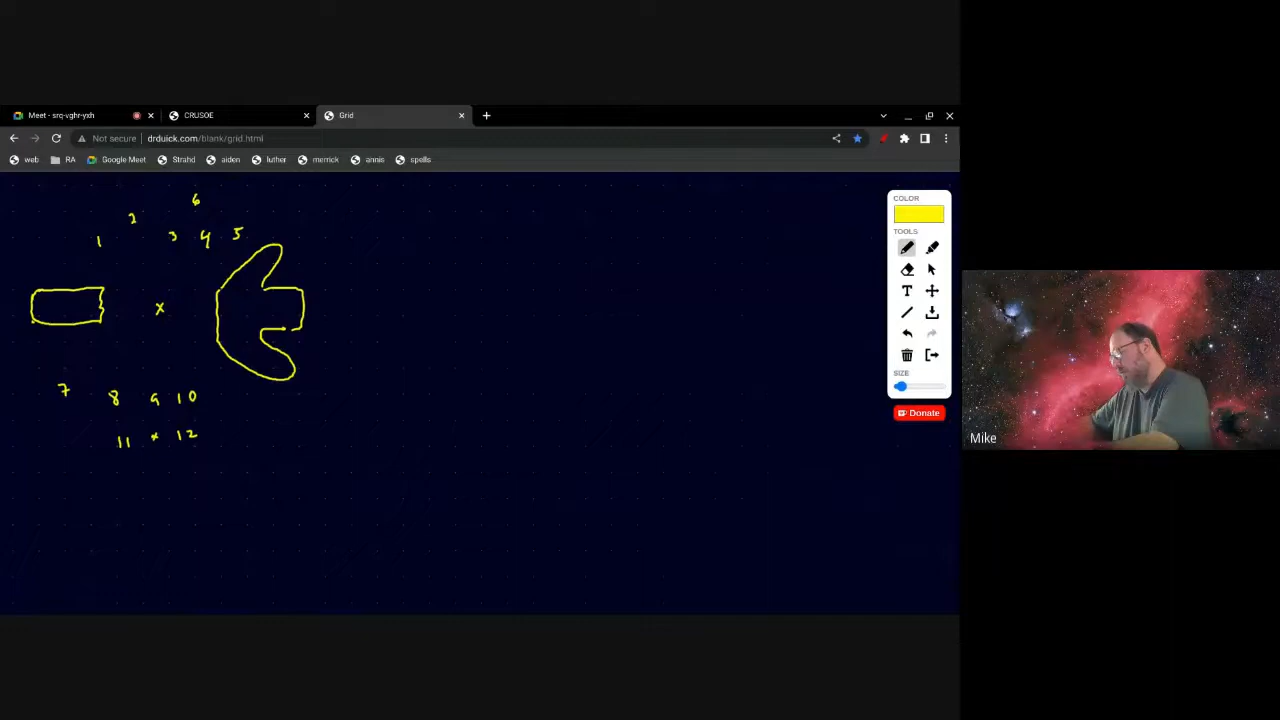 Meet - srq-vghr-yxh
CRUSOE
Grid
Not secure drduick.com/blank/grid.html
web RA Google Meet Strahd aiden luther merrick annis spells
COLOR
TOOLS
T
SIZE
Donate
6
2
1 3 4 5
x
7 8 9 10
11 * 12
Mike